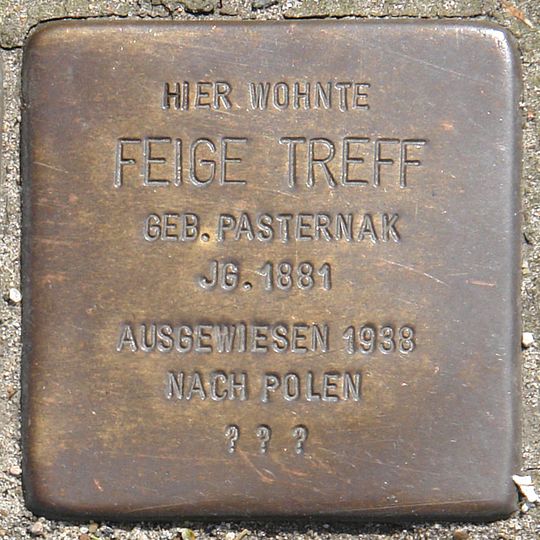 HIER WOHNTE
FEIGE TREFF
GEB. PASTERNAK
JG. 1881
AUSGEWIESEN 1938
NACH POLEN
? ? ?